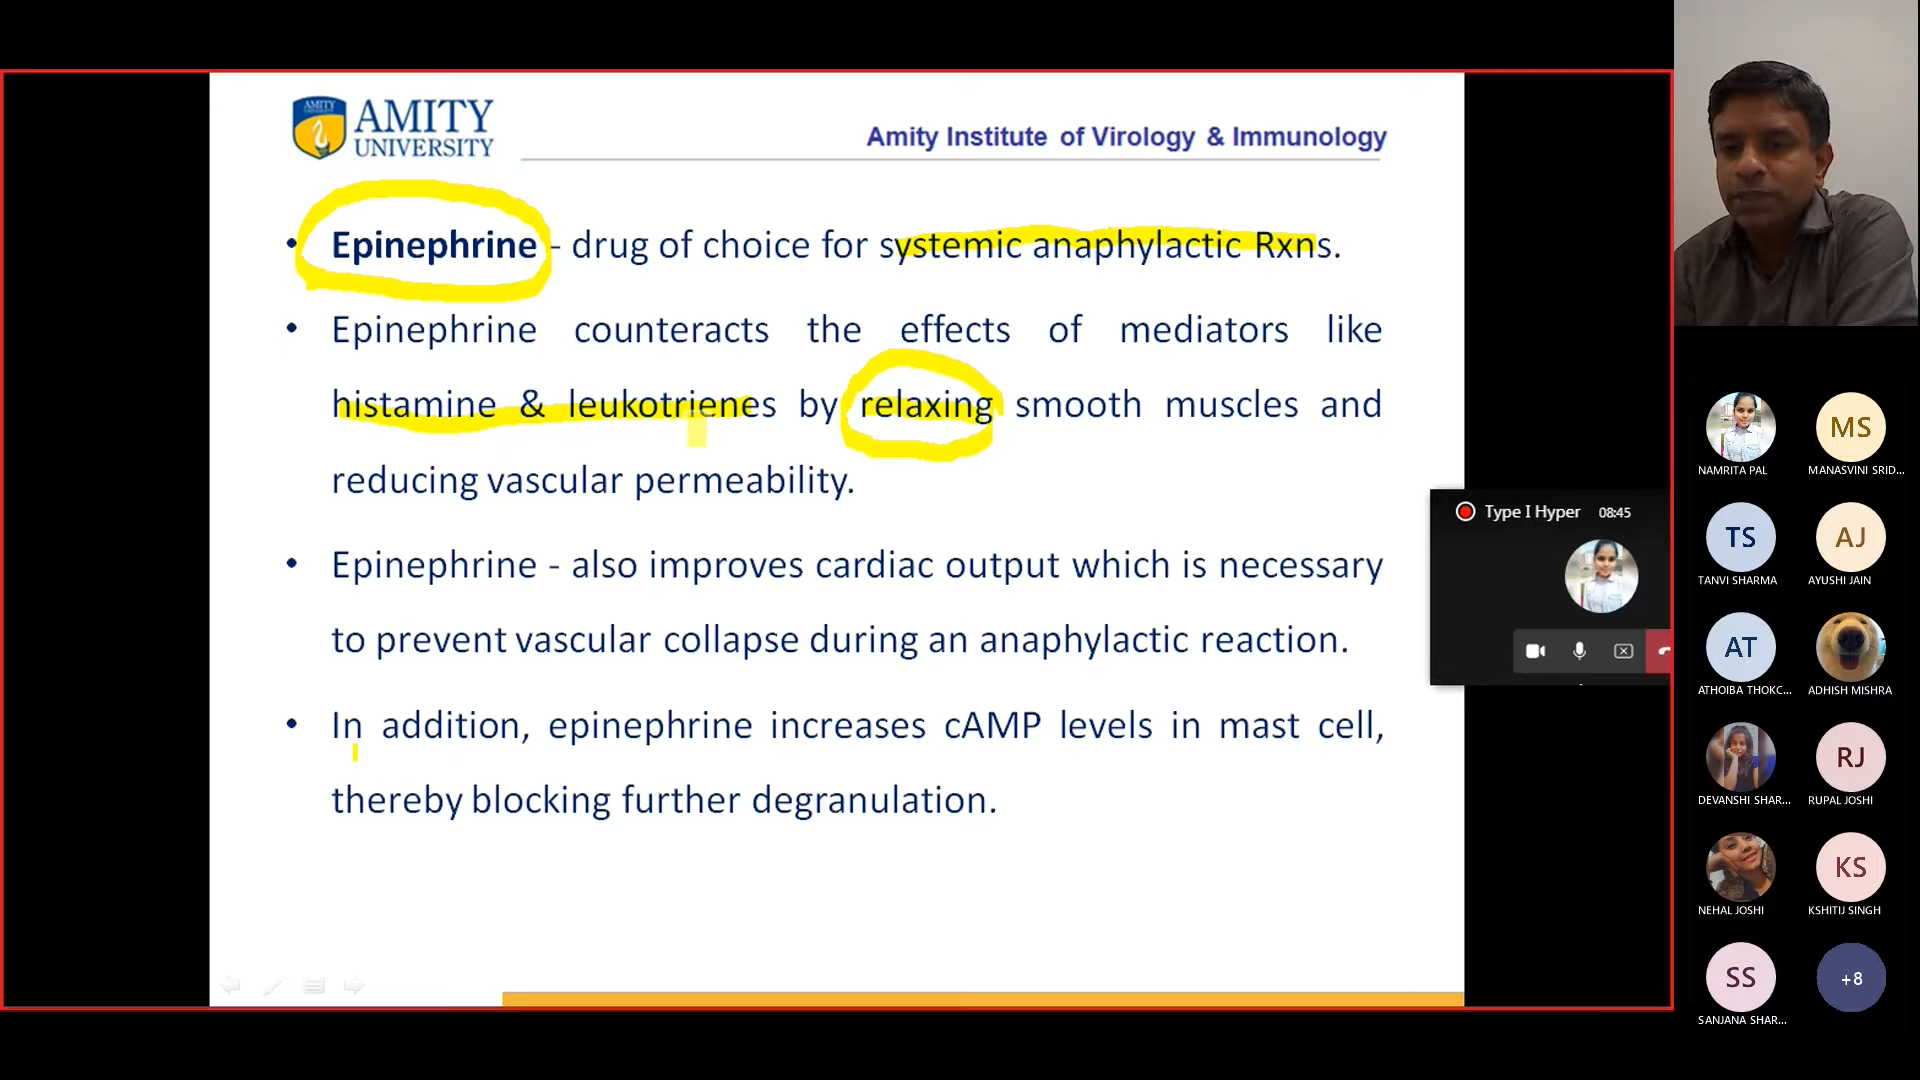 AMITY
AMITY
UNIVERSITY
Amity Institute of Virology & Immunology
• Epinephrine - drug of choice for systemic anaphylactic Rxns.
• Epinephrine counteracts the effects of mediators like
histamine & leukotrienes by relaxing smooth muscles and
reducing vascular permeability.
• Epinephrine - also improves cardiac output which is necessary
to prevent vascular collapse during an anaphylactic reaction.
• In addition, epinephrine increases cAMP levels in mast cell,
thereby blocking further degranulation.
Type I Hyper 08:45
NAMRITA PAL
MS
MANASVINI SRID...
TS
TANVI SHARMA
AJ
AYUSHI JAIN
AT
ATHOIBA THOKC...
ADHISH MISHRA
DEVANSHI SHAR...
RJ
RUPAL JOSHI
NEHAL JOSHI
KS
KSHITIJ SINGH
SS
SANJANA SHAR...
+8